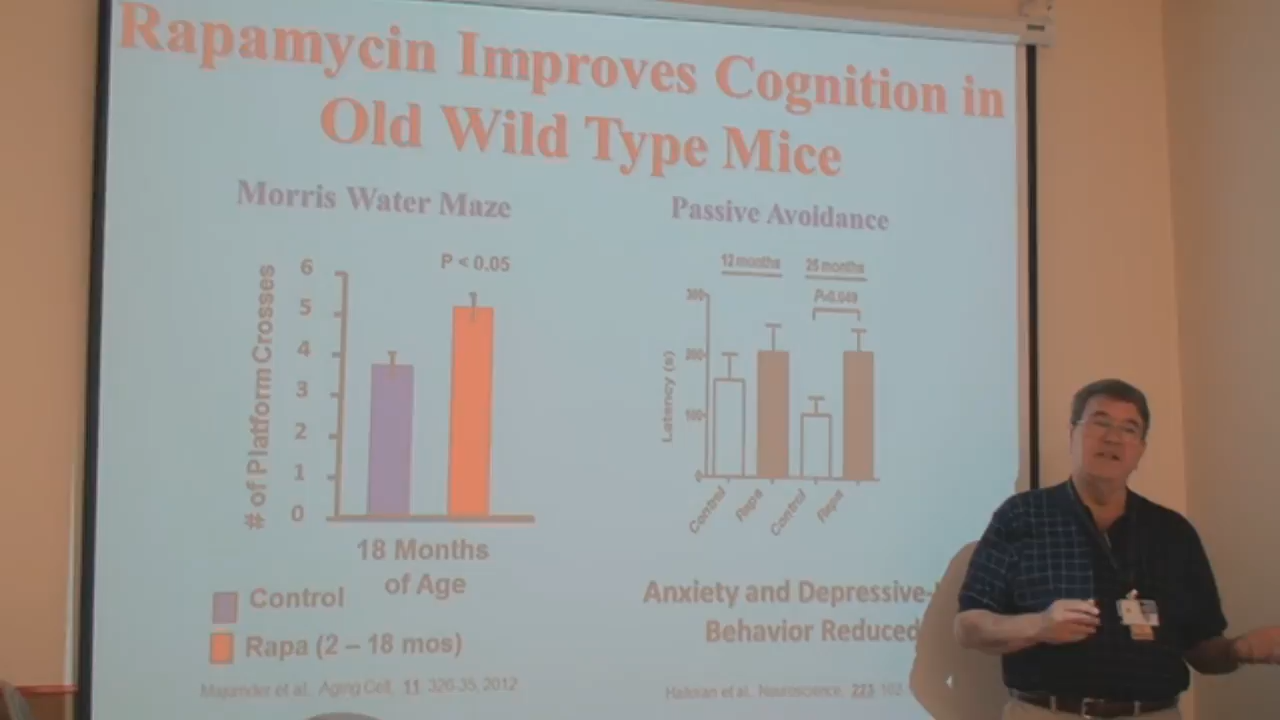 Rapamycin Improves Cognition in
Old Wild Type Mice
Morris Water Maze
# of Platform Crosses
6
5
4
3
2
1
0
P < 0.05
18 Months
of Age
Control
Rapa (2 – 18 mos)
Majumder et al., Aging Cell, 11 326-35, 2012
Passive Avoidance
12 months
25 months
Latency (s)
300
200
100
0
Control
Rapa
Control
Rapa
Anxiety and Depressive-
Behavior Reduced
et al., Neuroscience, 223